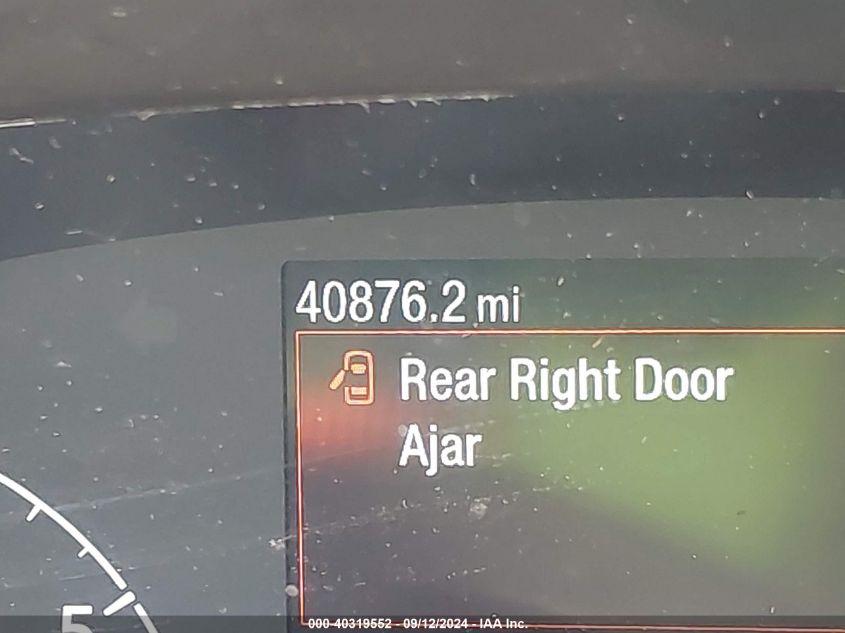 40876.2 mi
Rear Right Door
Ajar
5
000-40319552 - 09/12/2024 - IAA Inc.